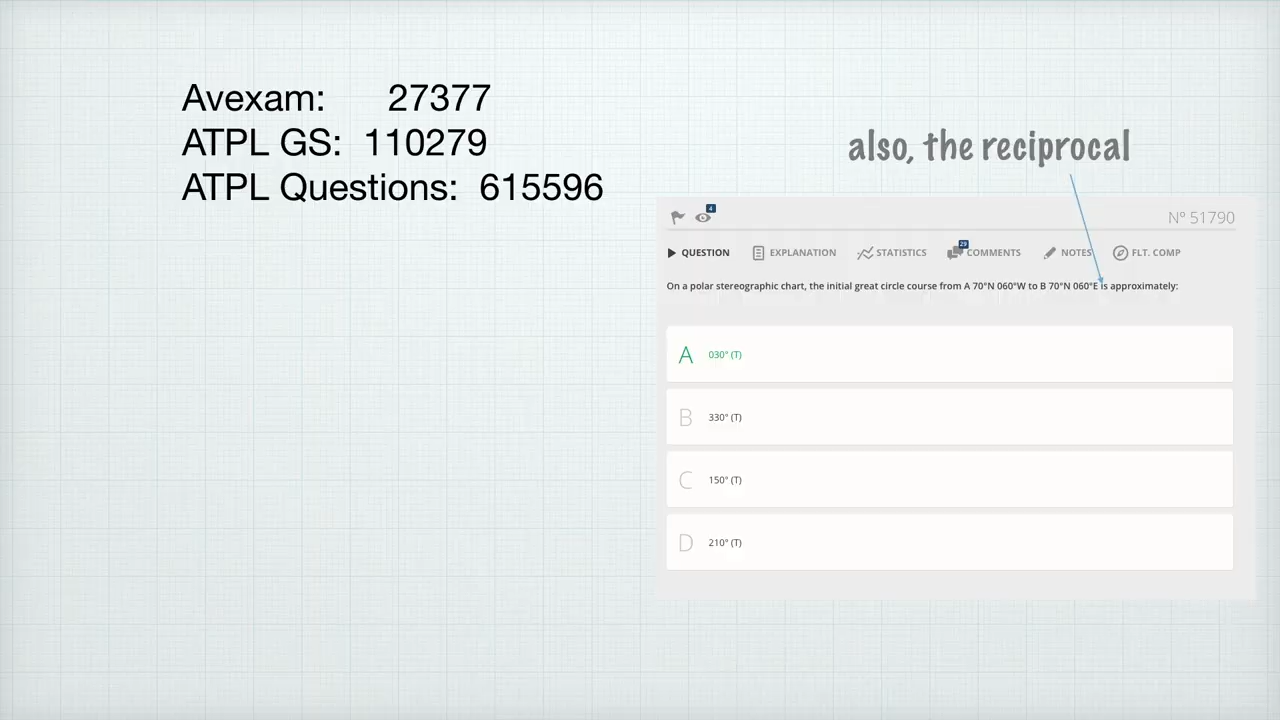 Avexam: 27377
ATPL GS: 110279
ATPL Questions: 615596
also, the reciprocal
4
Nº 51790
QUESTION EXPLANATION STATISTICS 29 COMMENTS NOTES FLT. COMP
On a polar stereographic chart, the initial great circle course from A 70°N 060°W to B 70°N 060°E is approximately:
A 030° (T)
B 330° (T)
C 150° (T)
D 210° (T)